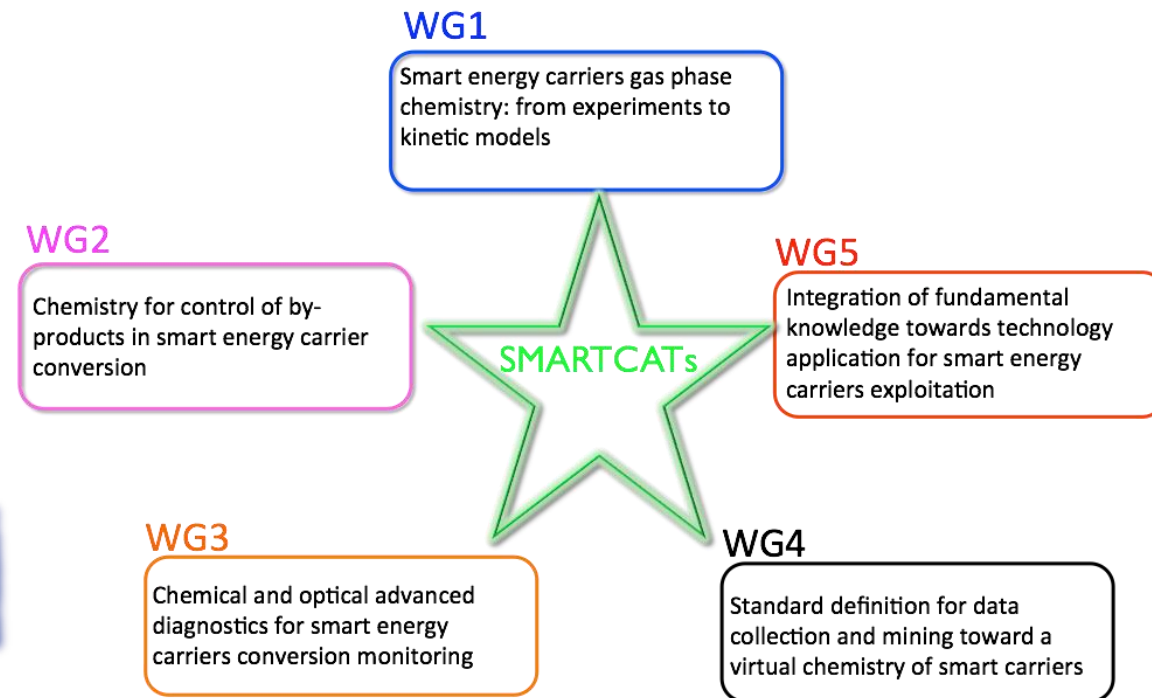 WG1
Smart energy carriers gas phase
chemistry: from experiments to
kinetic models
WG2
Chemistry for control of by-
products in smart energy carrier
conversion
WG5
Integration of fundamental
knowledge towards technology
application for smart energy
carriers exploitation
SMARTCATs
WG3
Chemical and optical advanced
diagnostics for smart energy
carriers conversion monitoring
WG4
Standard definition for data
collection and mining toward a
virtual chemistry of smart carriers